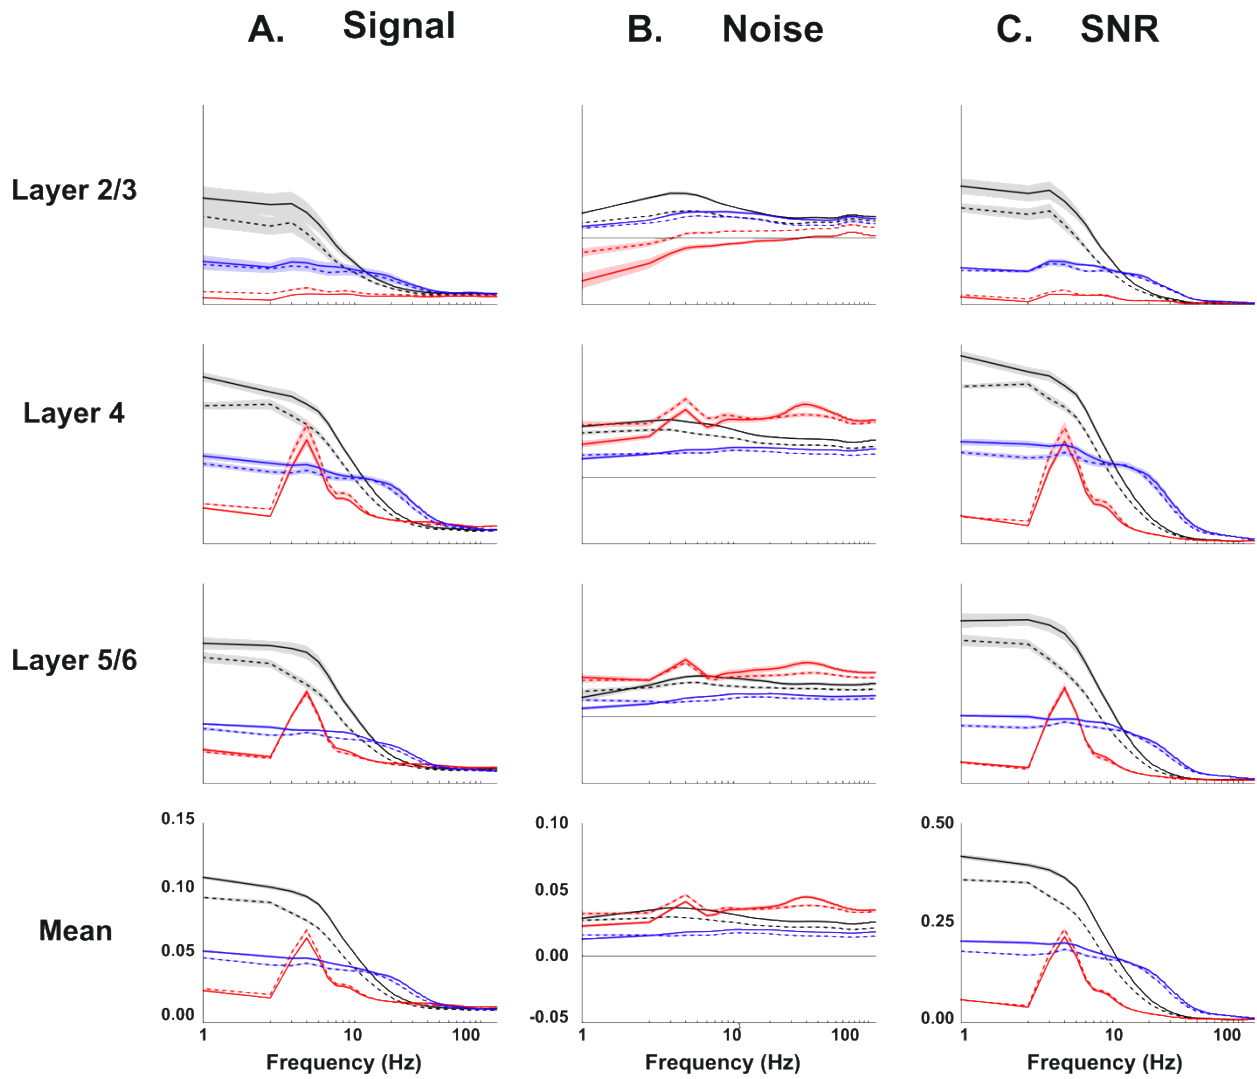 A. Signal B. Noise C. SNR
Layer 2/3
Layer 4
Layer 5/6
0.15 0.10 0.50
0.10 0.05
Mean
0.05 0.00 0.25
0.00 -0.05 0.00
1 10 100 1 10 100 1 10 100
Frequency (Hz) Frequency (Hz) Frequency (Hz)